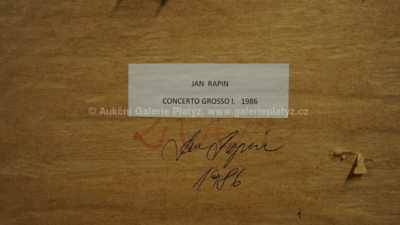 JAN RAPIN
CONCERTO GROSSO I. 1986
© Aukční Galerie Platýz, www.galerieplatyz.cz
Jan Rapin
1986